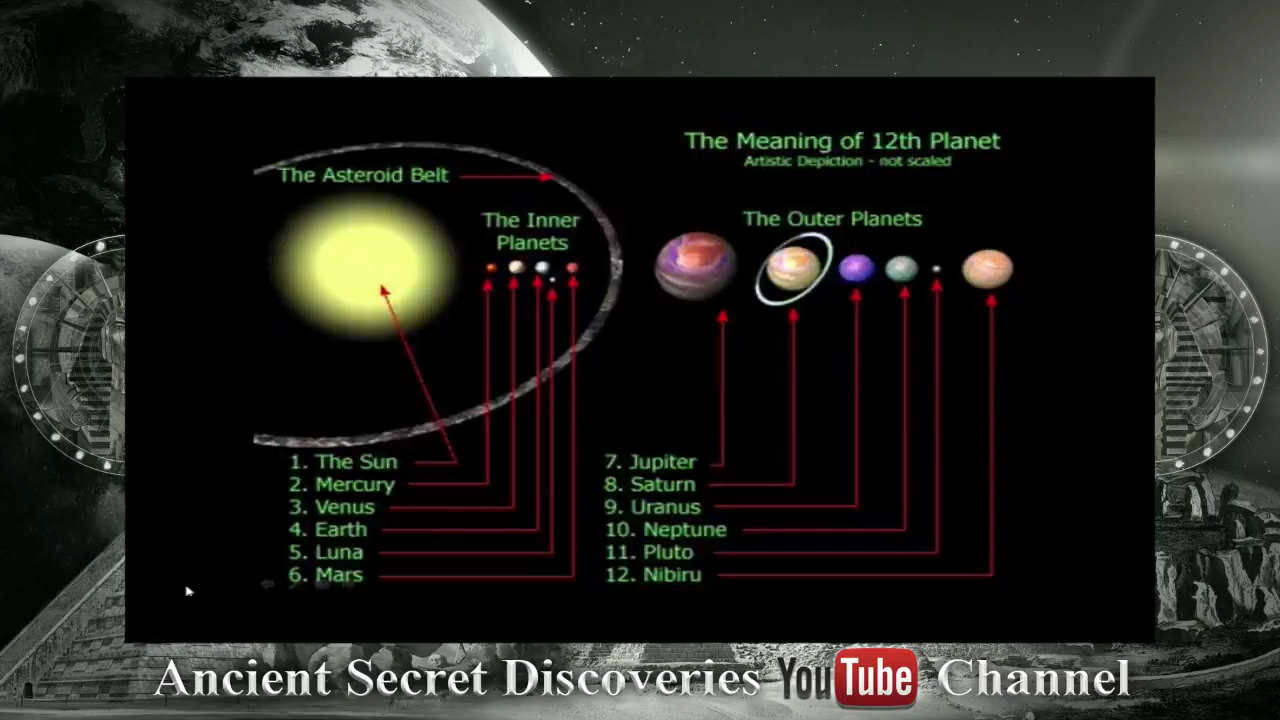 The Meaning of 12th Planet
Artistic Depiction - not scaled
The Asteroid Belt
The Inner
Planets
The Outer Planets
1. The Sun
2. Mercury
3. Venus
4. Earth
5. Luna
6. Mars
7. Jupiter
8. Saturn
9. Uranus
10. Neptune
11. Pluto
12. Nibiru
Ancient Secret Discoveries YouTube Channel